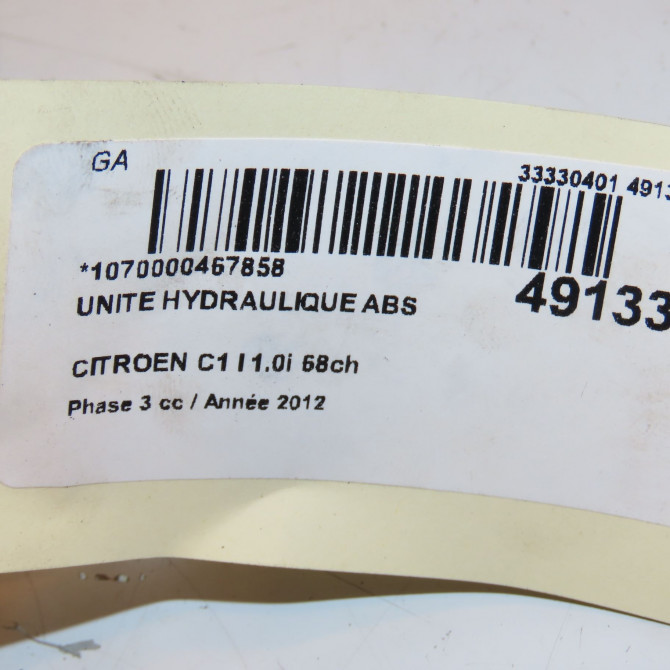 GA
33330401 4913
*1070000467858
49133
UNITE HYDRAULIQUE ABS
CITROEN C1 I 1.0i 68ch
Phase 3 cc / Année 2012